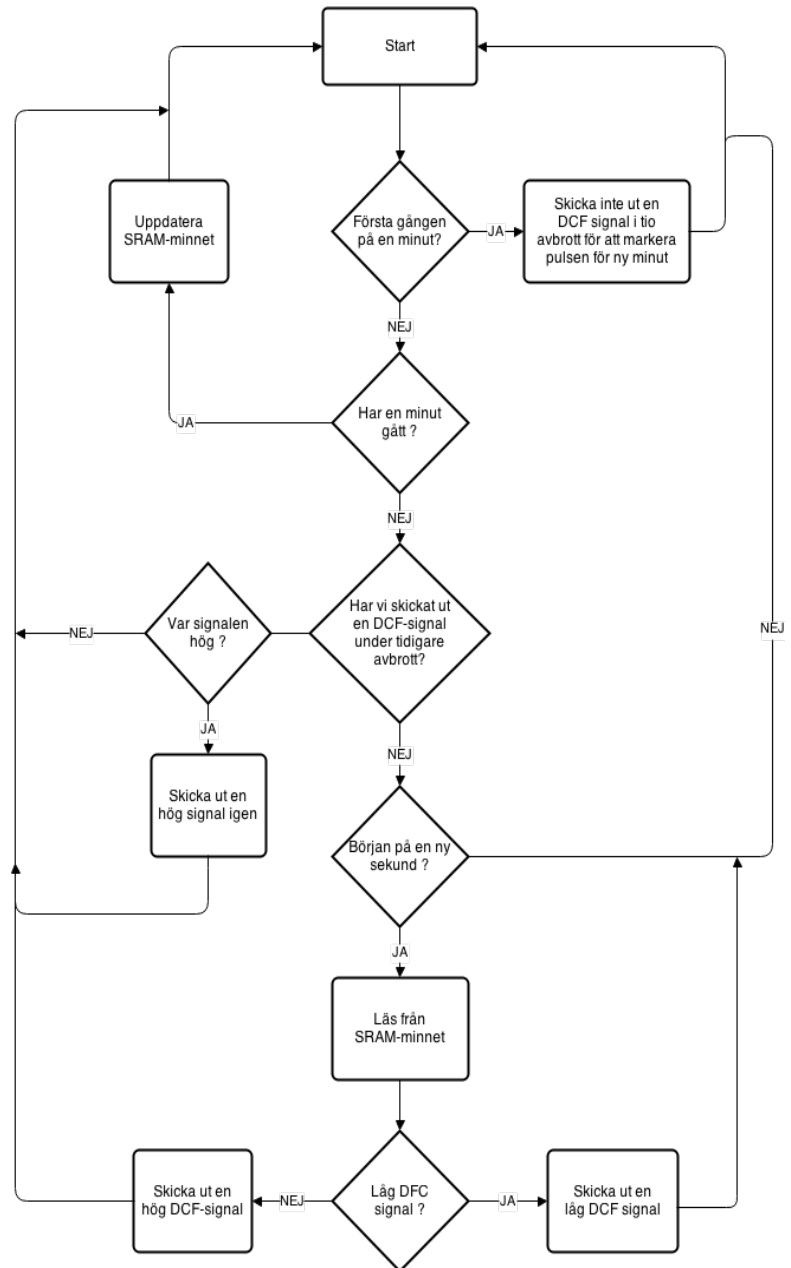 Start
Första gången
på en minut?
JA
Skicka inte ut en
DCF signal i tio
avbrott för att markera
pulsen för ny minut
Uppdatera
SRAM-minnet
NEJ
Har en minut
gått ?
JA
NEJ
Har vi skickat ut
en DCF-signal
under tidigare
avbrott?
Var signalen
hög ?
NEJ
NEJ
JA
NEJ
Skicka ut en
hög signal igen
Början på en ny
sekund ?
JA
Läs från
SRAM-minnet
Låg DFC
signal ?
NEJ
Skicka ut en
hög DCF-signal
JA
Skicka ut en
låg DCF signal